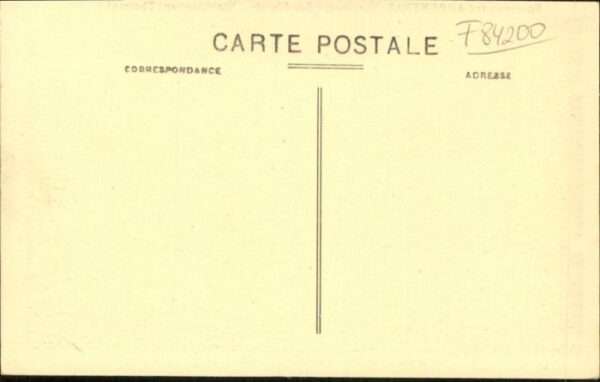 CARTE POSTALE
F84200
CORRESPONDANCE
ADRESSE